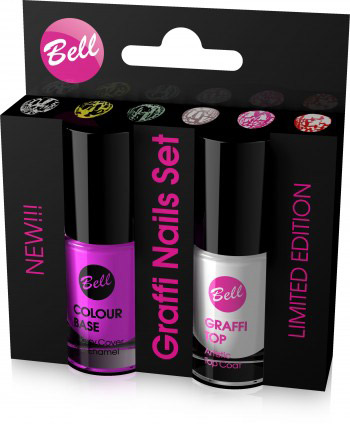 Bell
NEW!!!
Bell
COLOUR
BASE
Enamel
Graffi Nails Set
Bell
GRAFFI
TOP
Top Coat
LIMITED EDITION